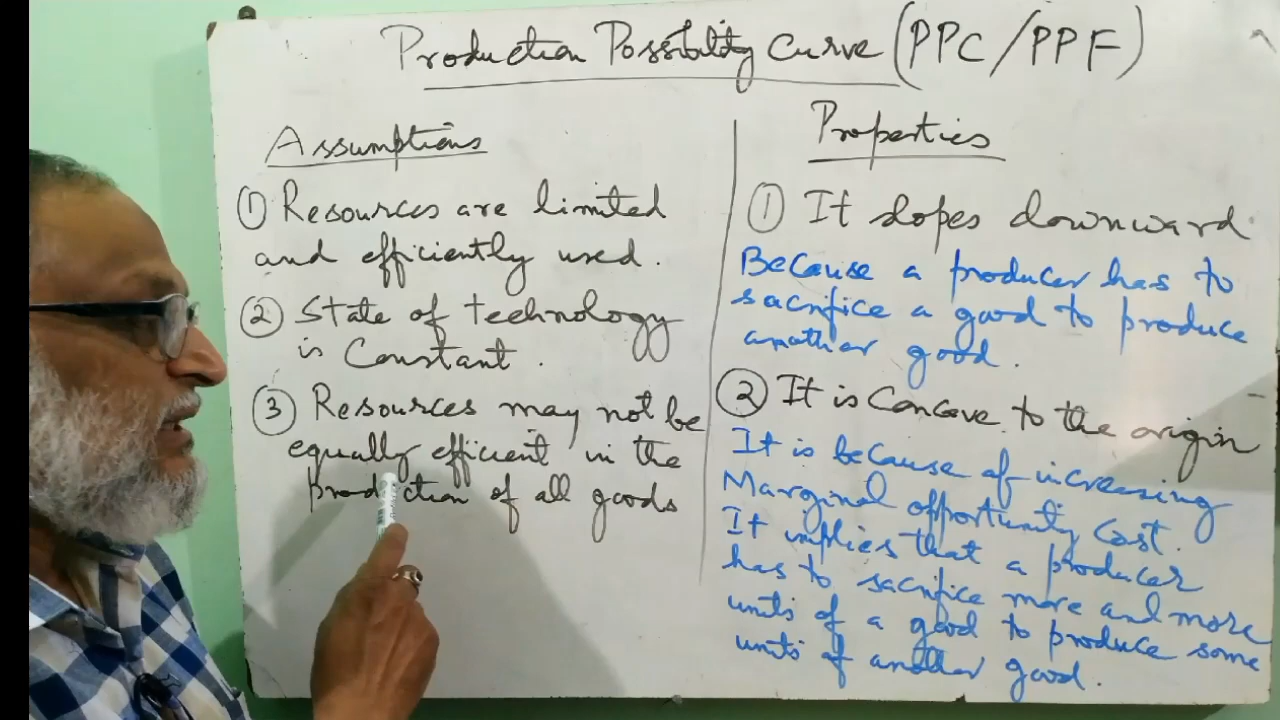 Production Possibility Curve (PPC/PPF)
Assumptions
① Resources are limited
and efficiently used.
② State of technology
is Constant.
③ Resources may not be
equally efficient in the
production of all goods
Properties
① It slopes downward
Because a producer has to
sacrifice a good to produce
another good.
② It is Concave to the origin
It is because of increasing
Marginal opportunity Cost.
It implies that a producer
has to sacrifice more and more
units of a good to produce some
units of another good.